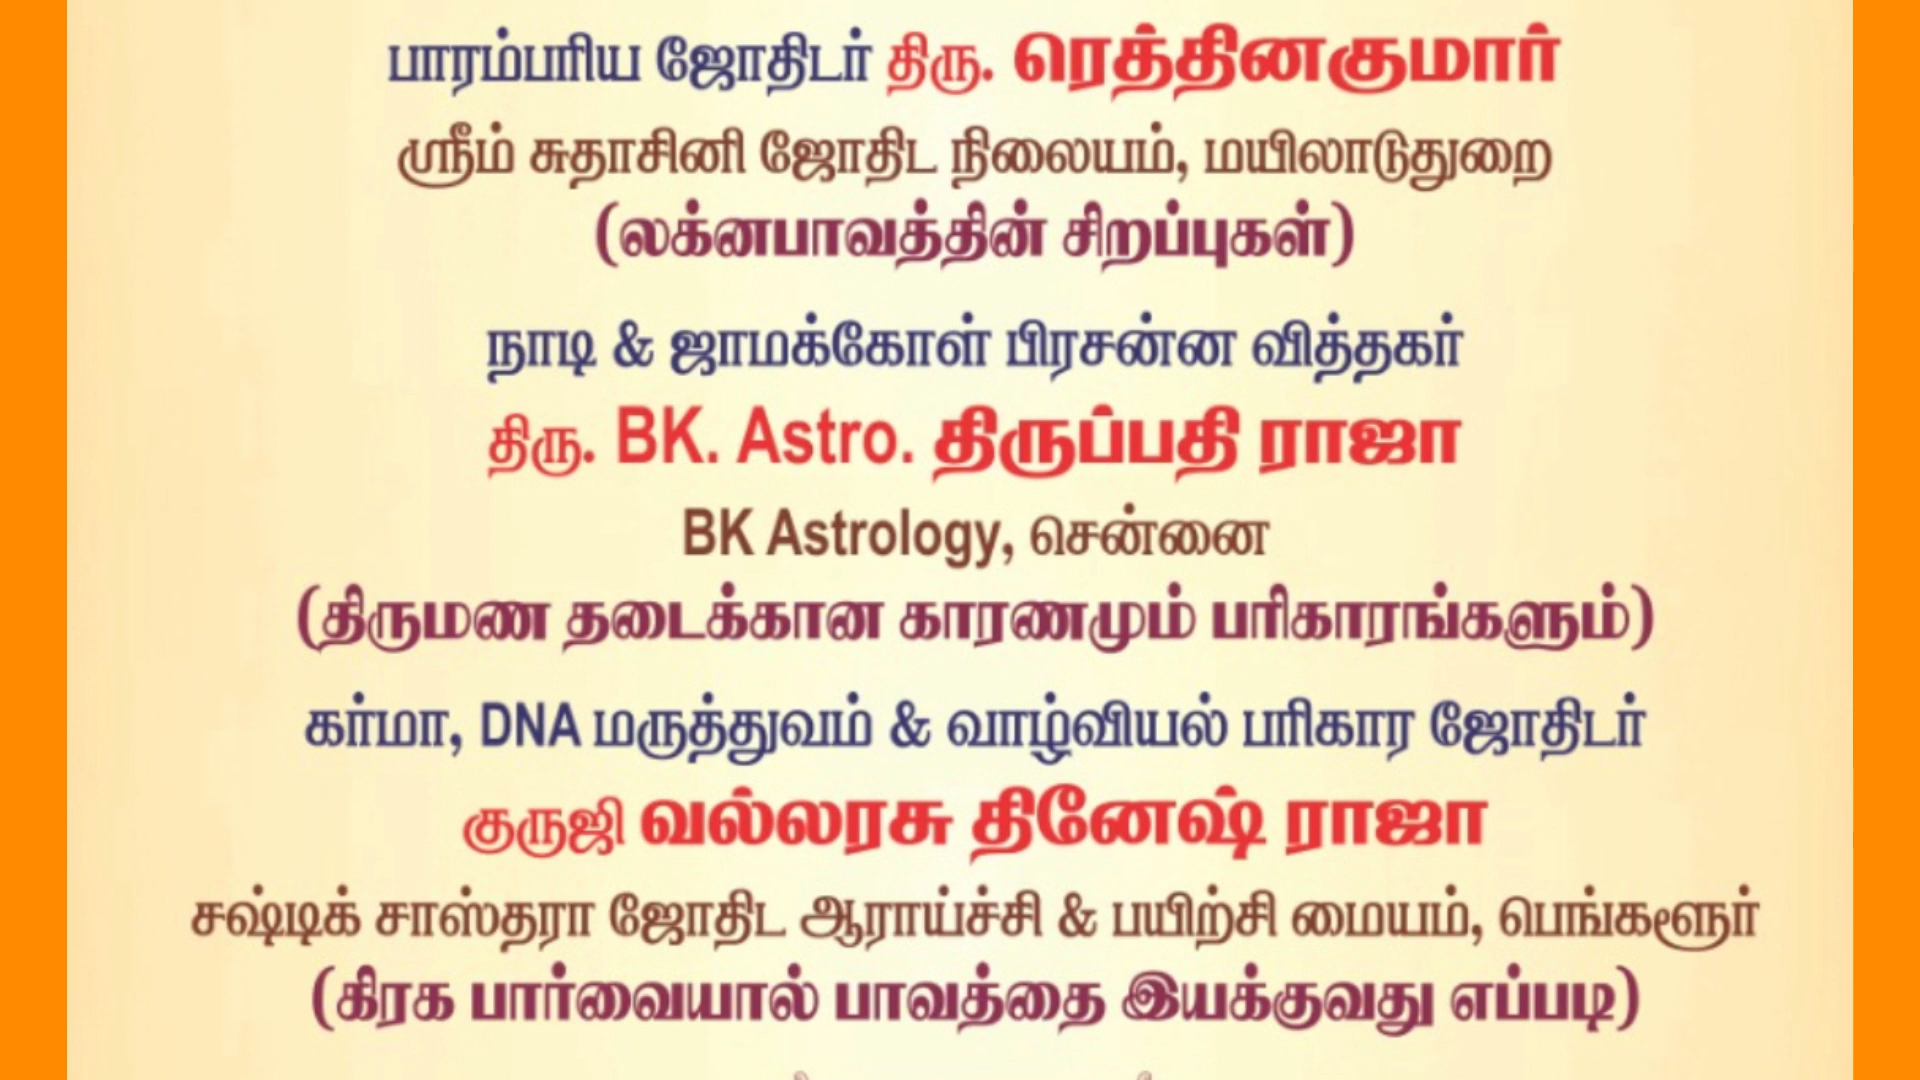 பாரம்பரிய ஜோதிடர் திரு. ரெத்தினகுமார்
ஸ்ரீம் சுதாசினி ஜோதிட நிலையம், மயிலாடுதுறை
(லக்னபாவத்தின் சிறப்புகள்)
நாடி & ஜாமக்கோள் பிரசன்ன வித்தகர்
திரு. BK. Astro. திருப்பதி ராஜா
BK Astrology, சென்னை
(திருமண தடைக்கான காரணமும் பரிகாரங்களும்)
கர்மா, DNA மருத்துவம் & வாழ்வியல் பரிகார ஜோதிடர்
குருஜி வல்லரசு தினேஷ் ராஜா
சஷ்டிக் சாஸ்தரா ஜோதிட ஆராய்ச்சி & பயிற்சி மையம், பெங்களூர்
(கிரக பார்வையால் பாவத்தை இயக்குவது எப்படி)